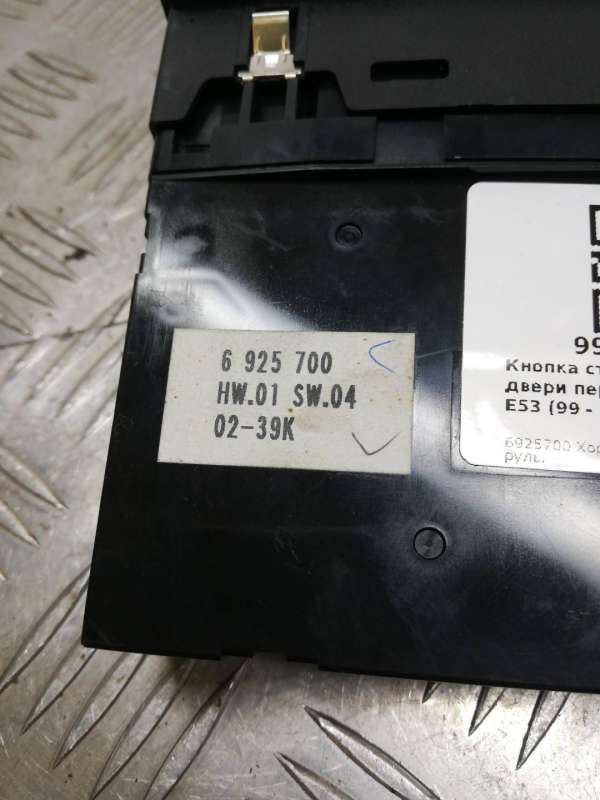 6 925 700
HW.01 SW.04
02-39K
99
Кнопка ст
двери пер
E53 (99 -
6925700 Хор
руль.